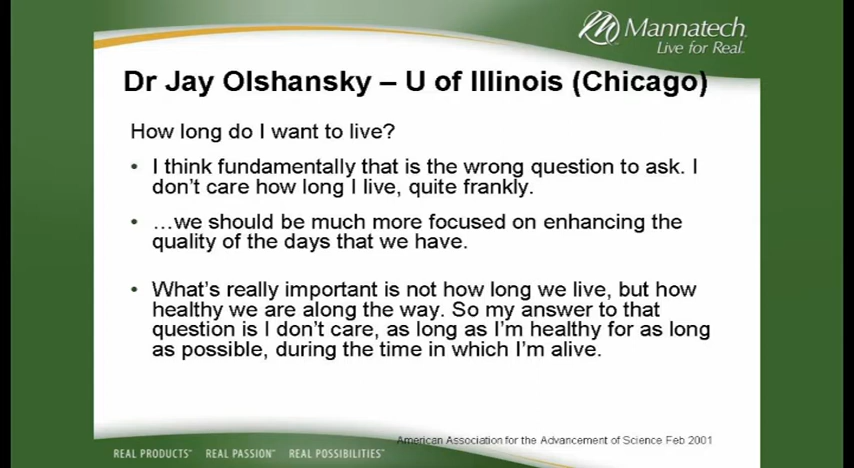 Mannatech
Live for Real
Dr Jay Olshansky – U of Illinois (Chicago)
How long do I want to live?
• I think fundamentally that is the wrong question to ask. I
don't care how long I live, quite frankly.
• …we should be much more focused on enhancing the
quality of the days that we have.
• What's really important is not how long we live, but how
healthy we are along the way. So my answer to that
question is I don't care, as long as I'm healthy for as long
as possible, during the time in which I'm alive.
American Association for the Advancement of Science Feb 2001
REAL PRODUCTS™ REAL PASSION™ REAL POSSIBILITIES™